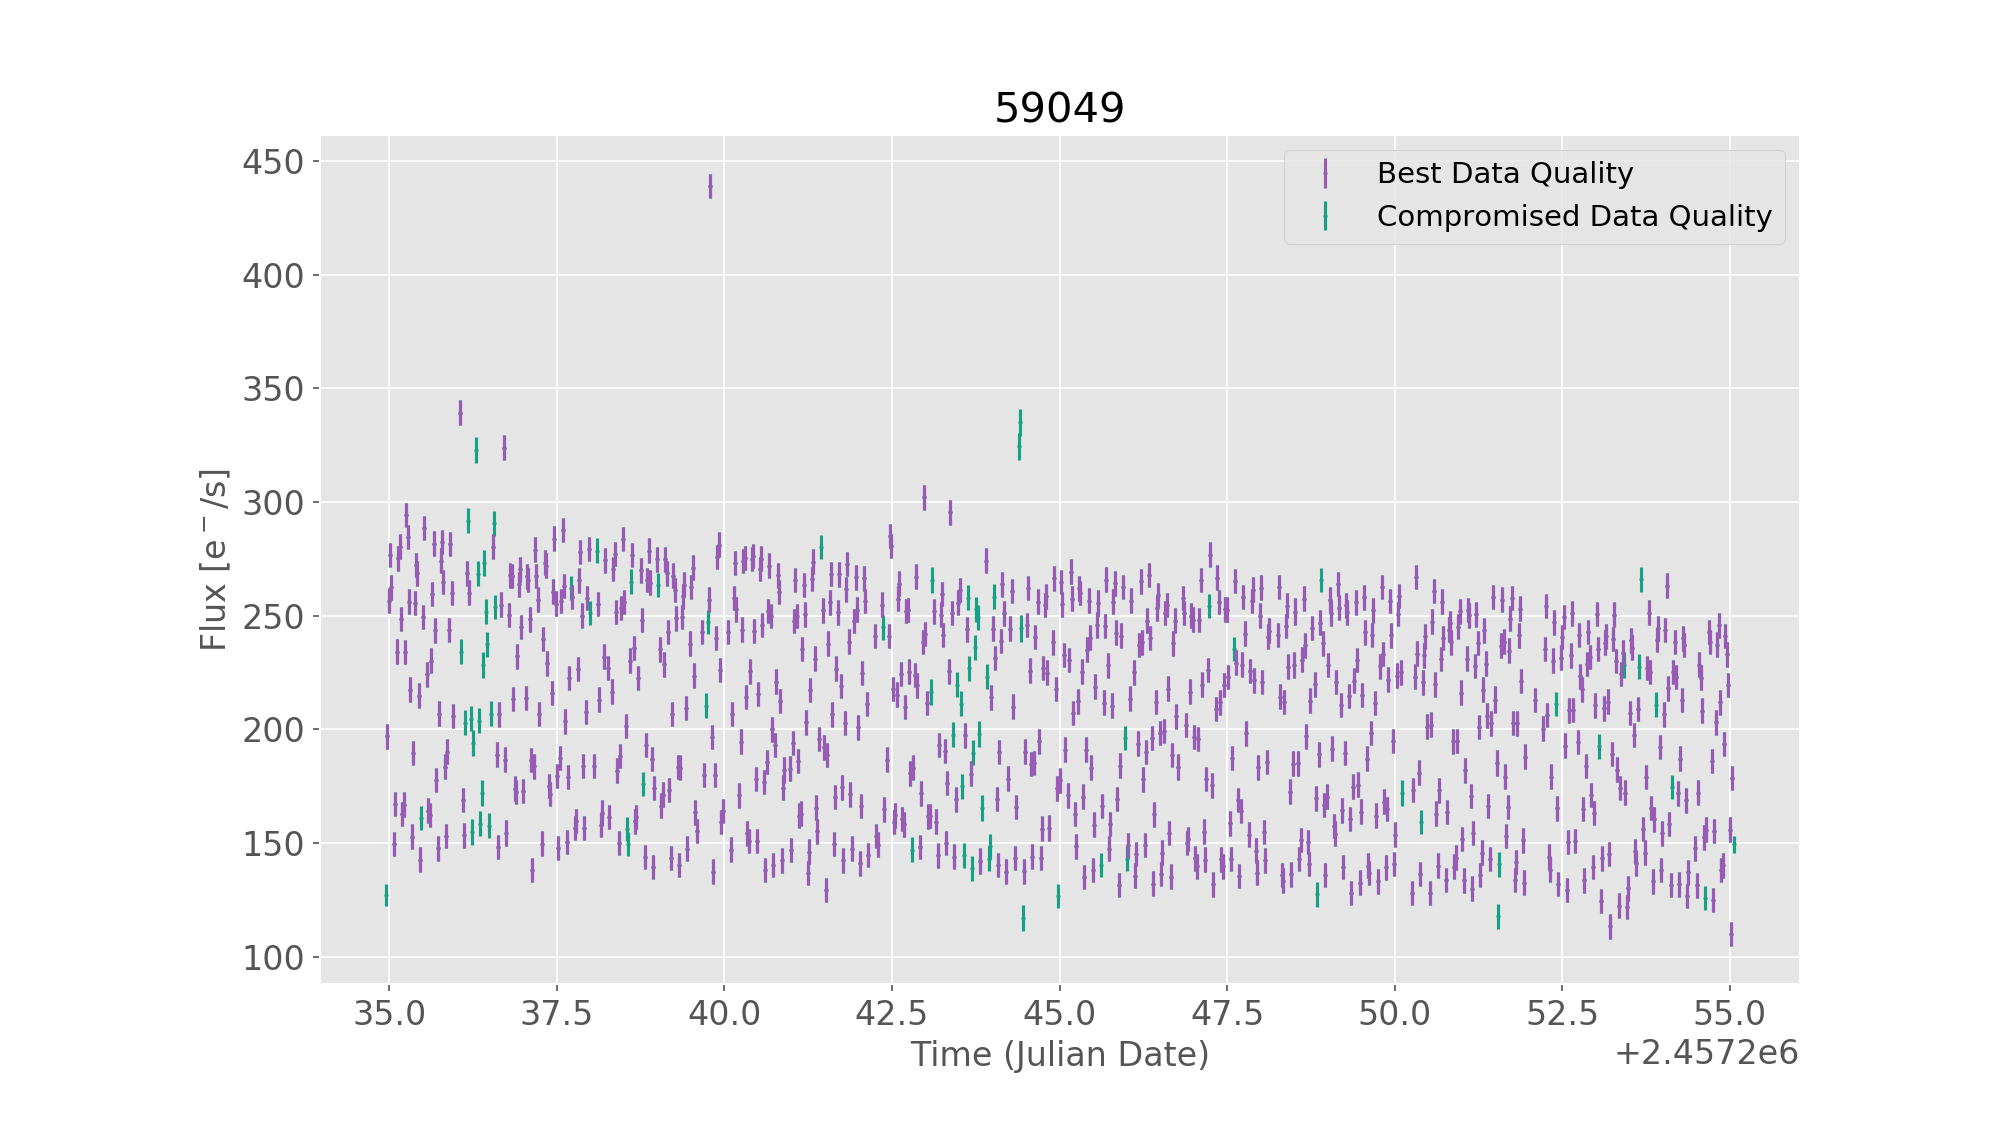 59049
Best Data Quality
Compromised Data Quality
450
400
350
300
250
200
150
100
Flux [e⁻/s]
35.0 37.5 40.0 42.5 45.0 47.5 50.0 52.5 55.0
Time (Julian Date)
+2.4572e6